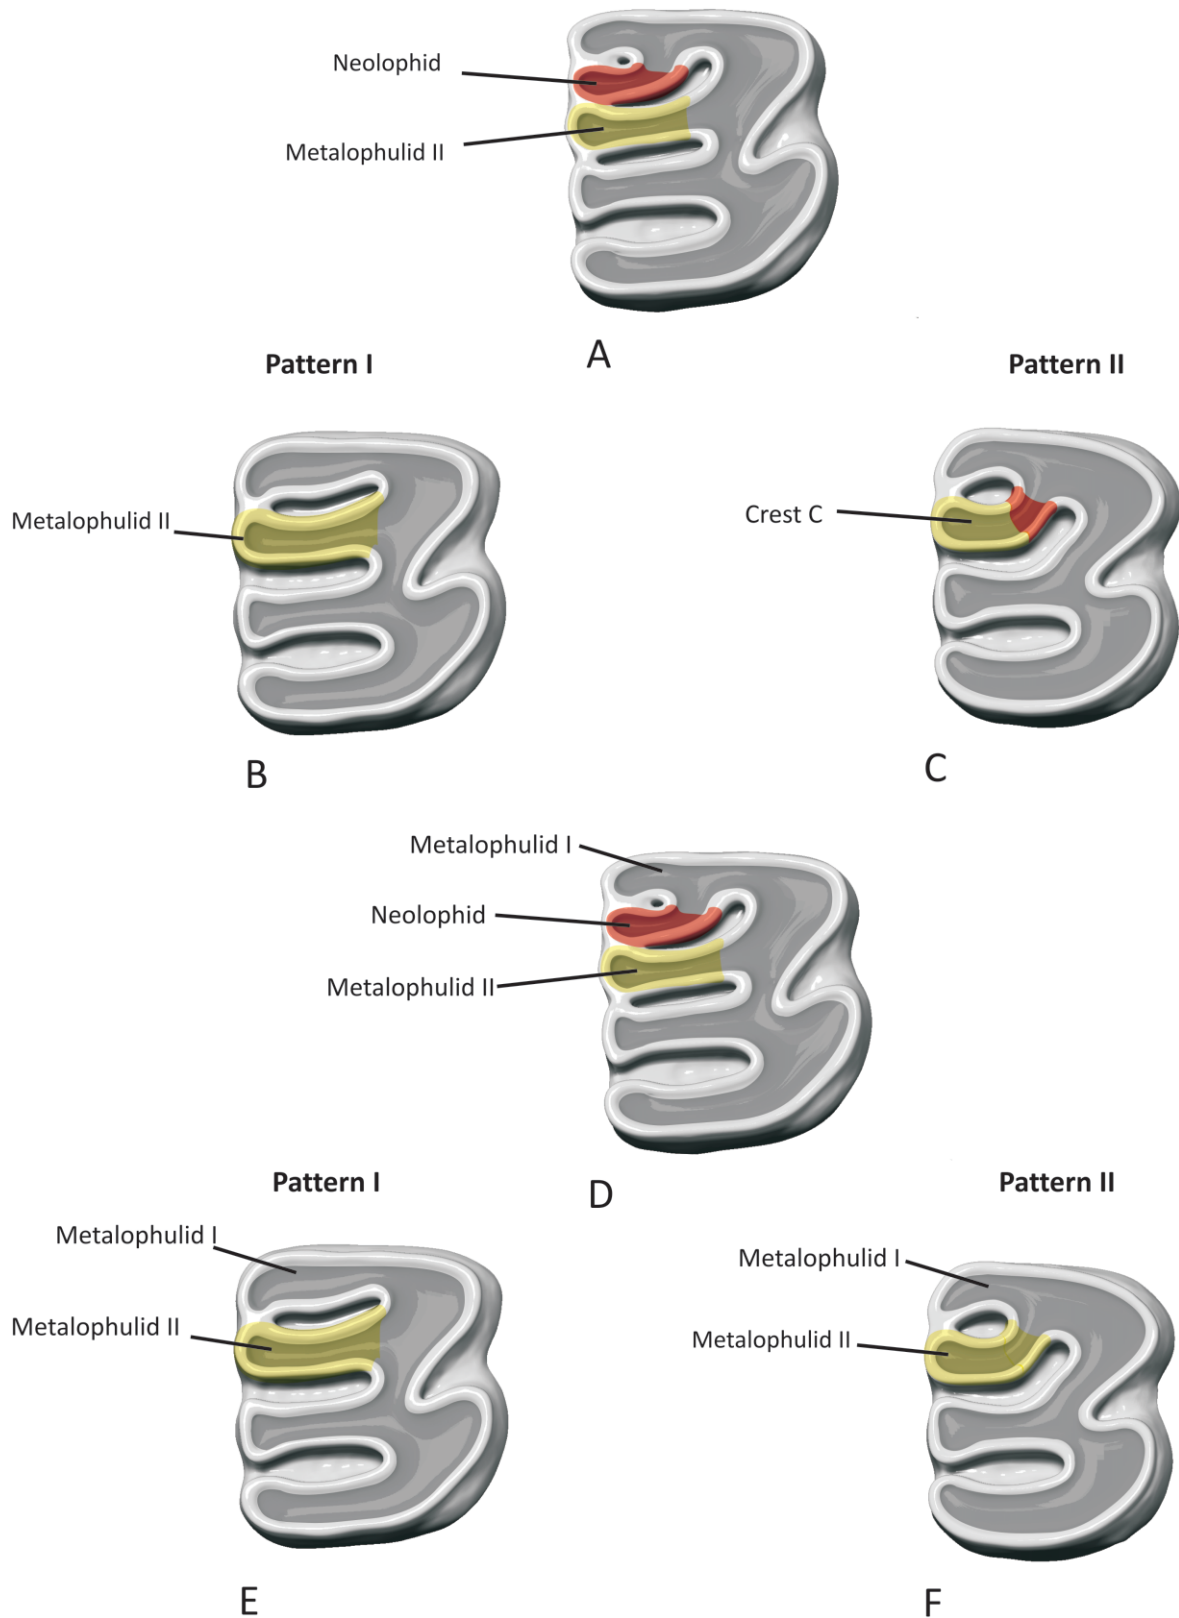 Neolophid
Metalophulid II
A
Pattern I
Pattern II
Metalophulid II
Crest C
B
C
Metalophulid I
Neolophid
Metalophulid II
D
Pattern I
Pattern II
Metalophulid I
Metalophulid I
Metalophulid II
Metalophulid II
E
F